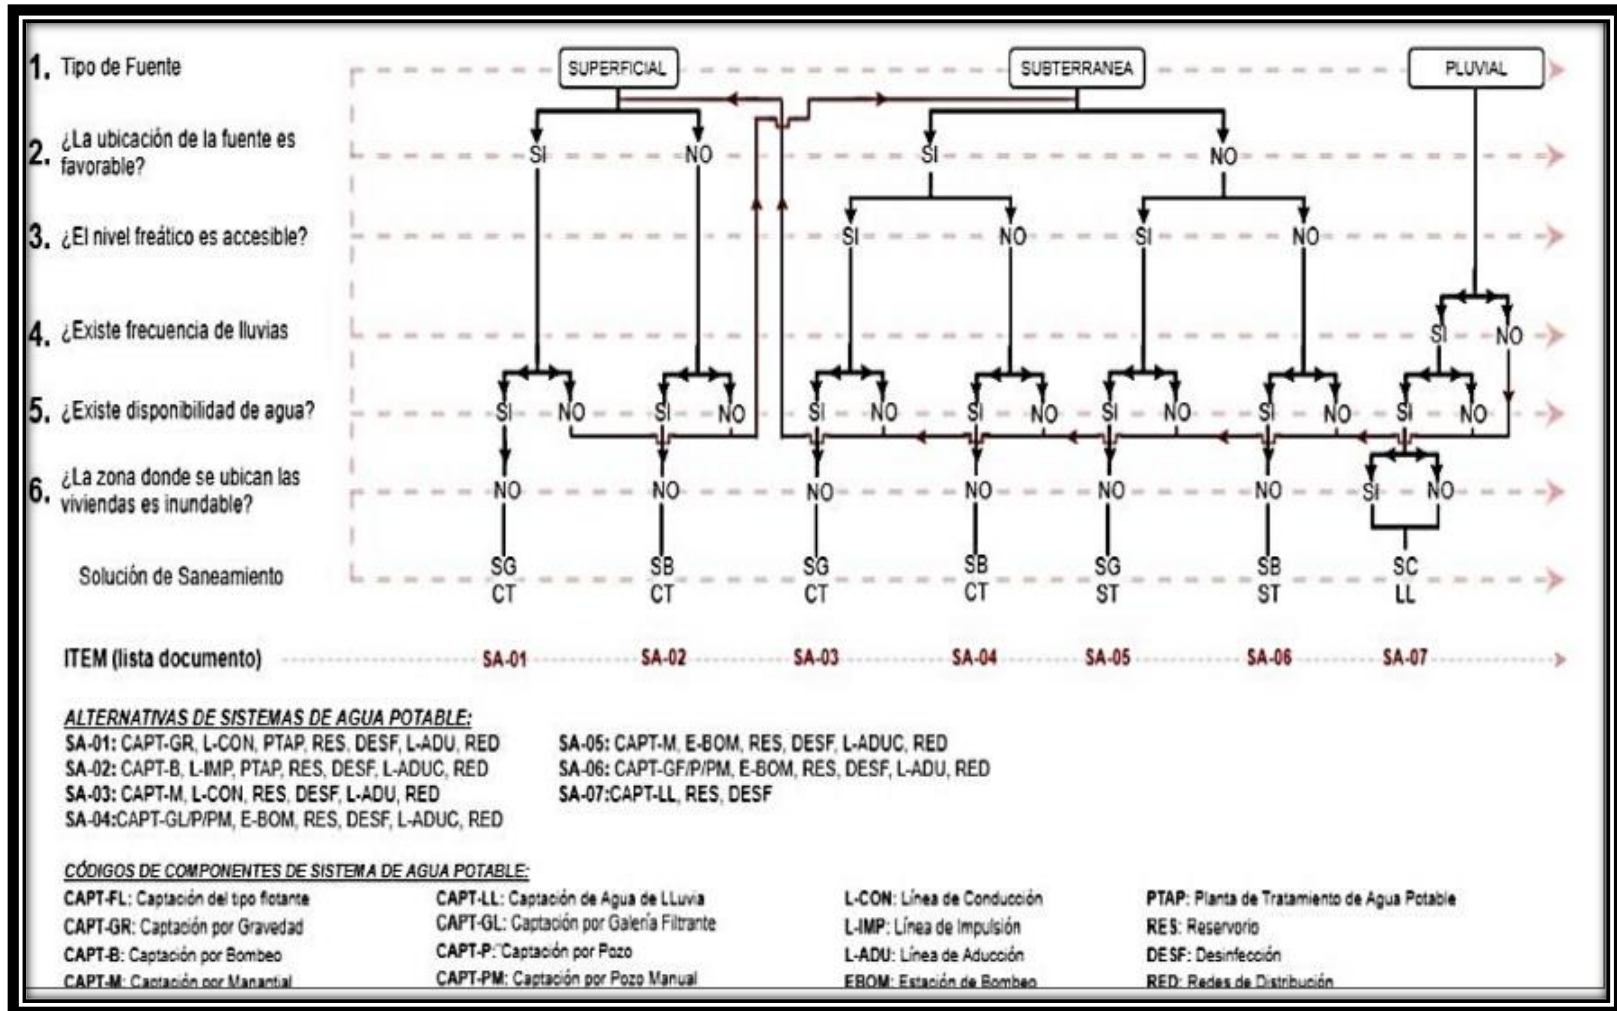 1. Tipo de Fuente SUPERFICIAL SUBTERRANEA PLUVIAL
2. ¿La ubicación de la fuente es
favorable?
SI NO SI NO
3. ¿El nivel freático es accesible? SI NO SI NO
4. ¿Existe frecuencia de lluvias SI NO
5. ¿Existe disponibilidad de agua? SI NO SI NO SI NO SI NO SI NO SI NO SI NO
6. ¿La zona donde se ubican las
viviendas es inundable?
NO NO NO NO NO NO SI NO
Solución de Saneamiento
SG SB SG SB SG SB SC
CT CT CT CT ST ST LL
ITEM (lista documento) SA-01 SA-02 SA-03 SA-04 SA-05 SA-06 SA-07
ALTERNATIVAS DE SISTEMAS DE AGUA POTABLE:
SA-01: CAPT-GR, L-CON, PTAP, RES, DESF, L-ADU, RED
SA-02: CAPT-B, L-IMP, PTAP, RES, DESF, L-ADUC, RED
SA-03: CAPT-M, L-CON, RES, DESF, L-ADU, RED
SA-04:CAPT-GL/P/PM, E-BOM, RES, DESF, L-ADUC, RED
SA-05: CAPT-M, E-BOM, RES, DESF, L-ADUC, RED
SA-06: CAPT-GF/P/PM, E-BOM, RES, DESF, L-ADU, RED
SA-07:CAPT-LL, RES, DESF
CÓDIGOS DE COMPONENTES DE SISTEMA DE AGUA POTABLE:
CAPT-FL: Captación del tipo flotante
CAPT-GR: Captación por Gravedad
CAPT-B: Captación por Bombeo
CAPT-M: Captación por Manantial
CAPT-LL: Captación de Agua de LLuvia
CAPT-GL: Captación por Galería Filtrante
CAPT-P: Captación por Pozo
CAPT-PM: Captación por Pozo Manual
L-CON: Línea de Conducción
L-IMP: Línea de Impulsión
L-ADU: Línea de Aducción
EBOM: Estación de Bombeo
PTAP: Planta de Tratamiento de Agua Potable
RES: Reservorio
DESF: Desinfección
RED: Redes de Distribución